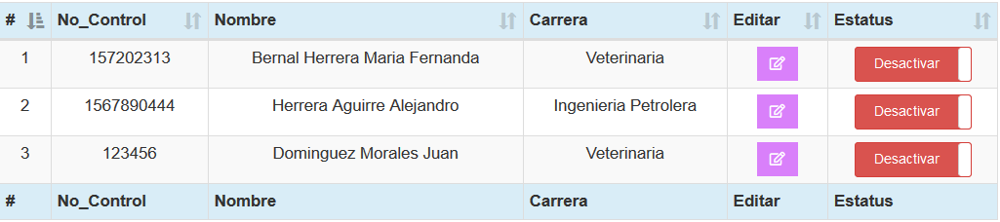 # No_Control Nombre Carrera Editar Estatus
1 157202313 Bernal Herrera Maria Fernanda Veterinaria Desactivar
2 1567890444 Herrera Aguirre Alejandro Ingenieria Petrolera Desactivar
3 123456 Dominguez Morales Juan Veterinaria Desactivar
# No_Control Nombre Carrera Editar Estatus